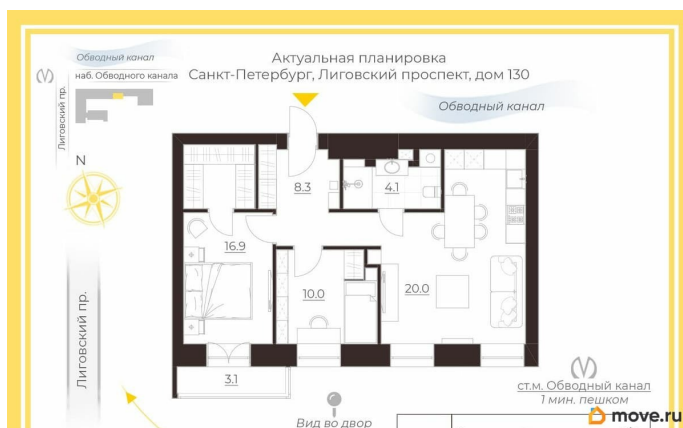 Актуальная планировка
Санкт-Петербург, Лиговский проспект, дом 130
Обводный канал
наб. Обводного канала
Лиговский пр.
Обводный канал
N
8.3
4.1
16.9
10.0
20.0
3.1
Лиговский пр.
ст.м. Обводный канал
1 мин. пешком
Вид во двор
move.ru